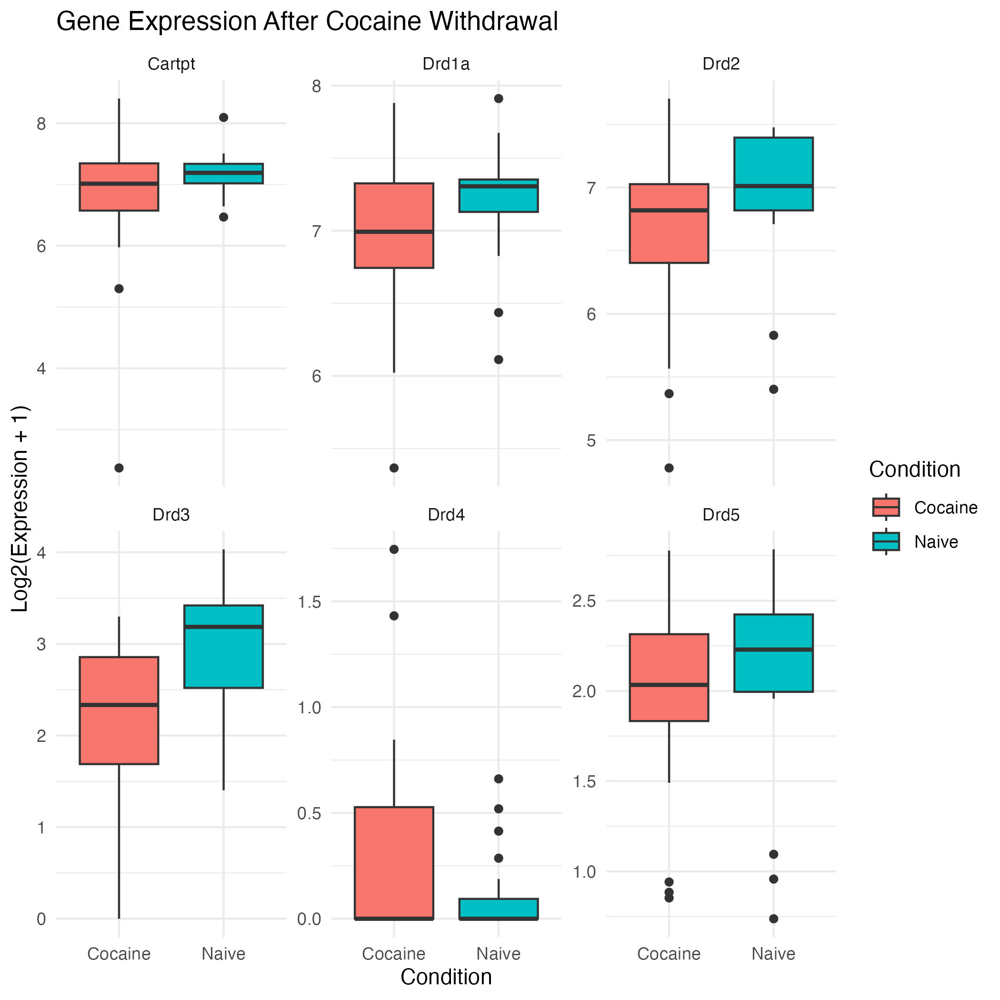 Gene Expression After Cocaine Withdrawal
Cartpt
Drd1a
Drd2
8
6
4
8
7
6
7
6
5
Log2(Expression + 1)
Drd3
Drd4
Drd5
4
3
2
1
0
1.5
1.0
0.5
0.0
2.5
2.0
1.5
1.0
Cocaine
Naive
Cocaine
Naive
Cocaine
Naive
Condition
Condition
Cocaine
Naive